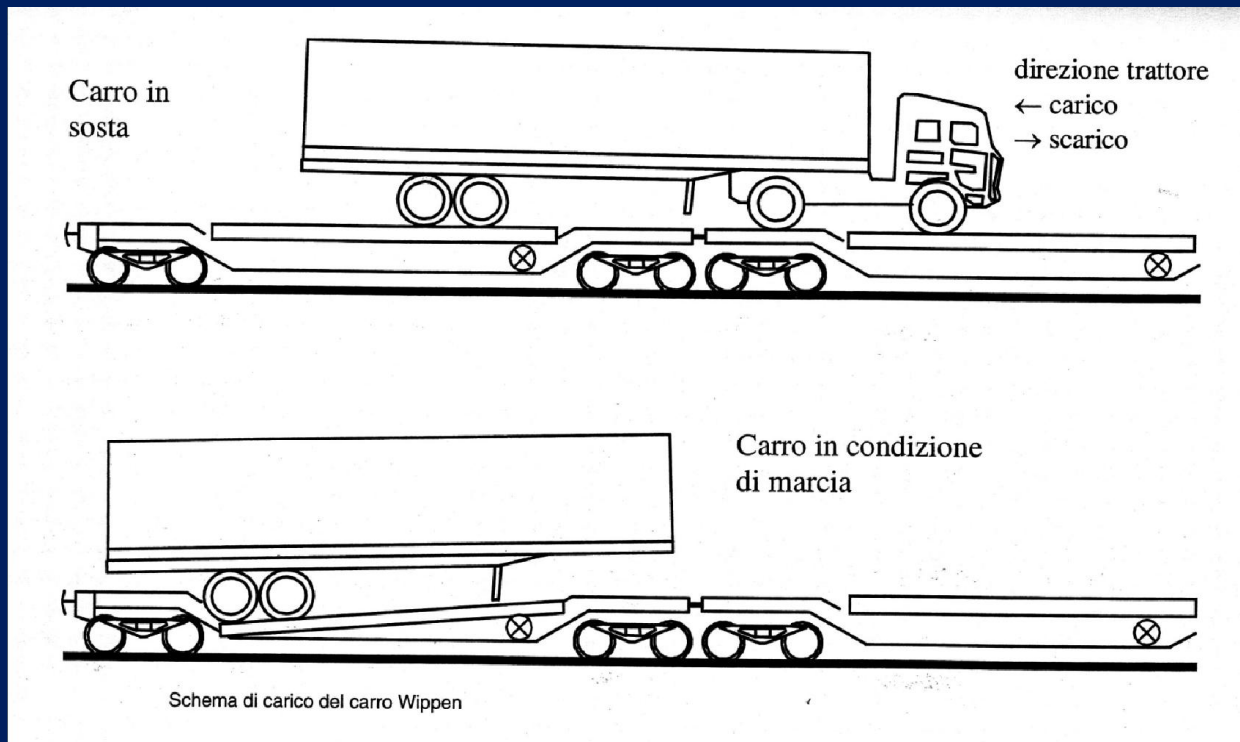 Carro in
sosta
direzione trattore
← carico
→ scarico
Carro in condizione
di marcia
Schema di carico del carro Wippen